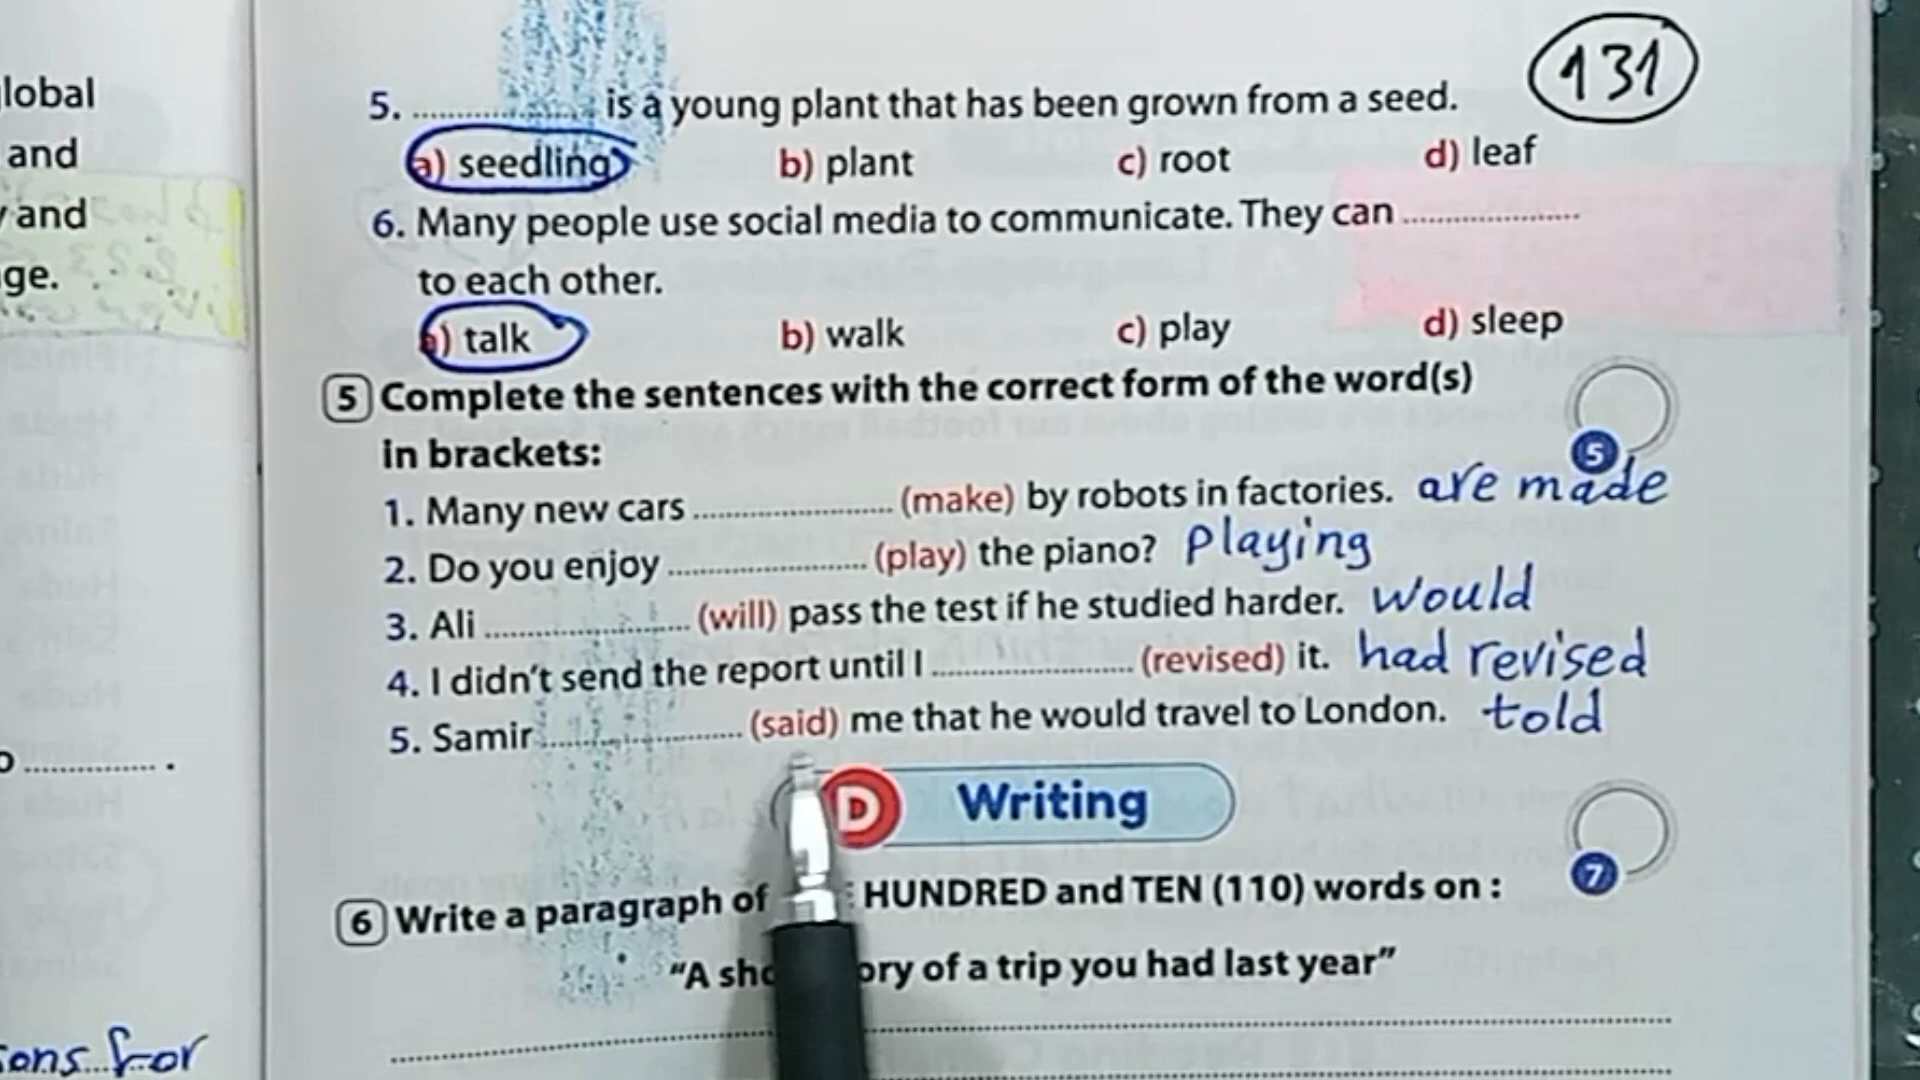 131
lobal
and
and
ge.
5. .................... is a young plant that has been grown from a seed.
a) seedling b) plant c) root d) leaf
6. Many people use social media to communicate. They can ....................
to each other.
a) talk b) walk c) play d) sleep
5 Complete the sentences with the correct form of the word(s)
in brackets:
5
1. Many new cars .................... (make) by robots in factories. are made
2. Do you enjoy .................... (play) the piano? Playing
3. Ali .................... (will) pass the test if he studied harder. would
4. I didn't send the report until I .................... (revised) it. had revised
5. Samir .................... (said) me that he would travel to London. told
.............. .
D Writing
7
6 Write a paragraph of HUNDRED and TEN (110) words on :
"A sho ory of a trip you had last year"
ons for